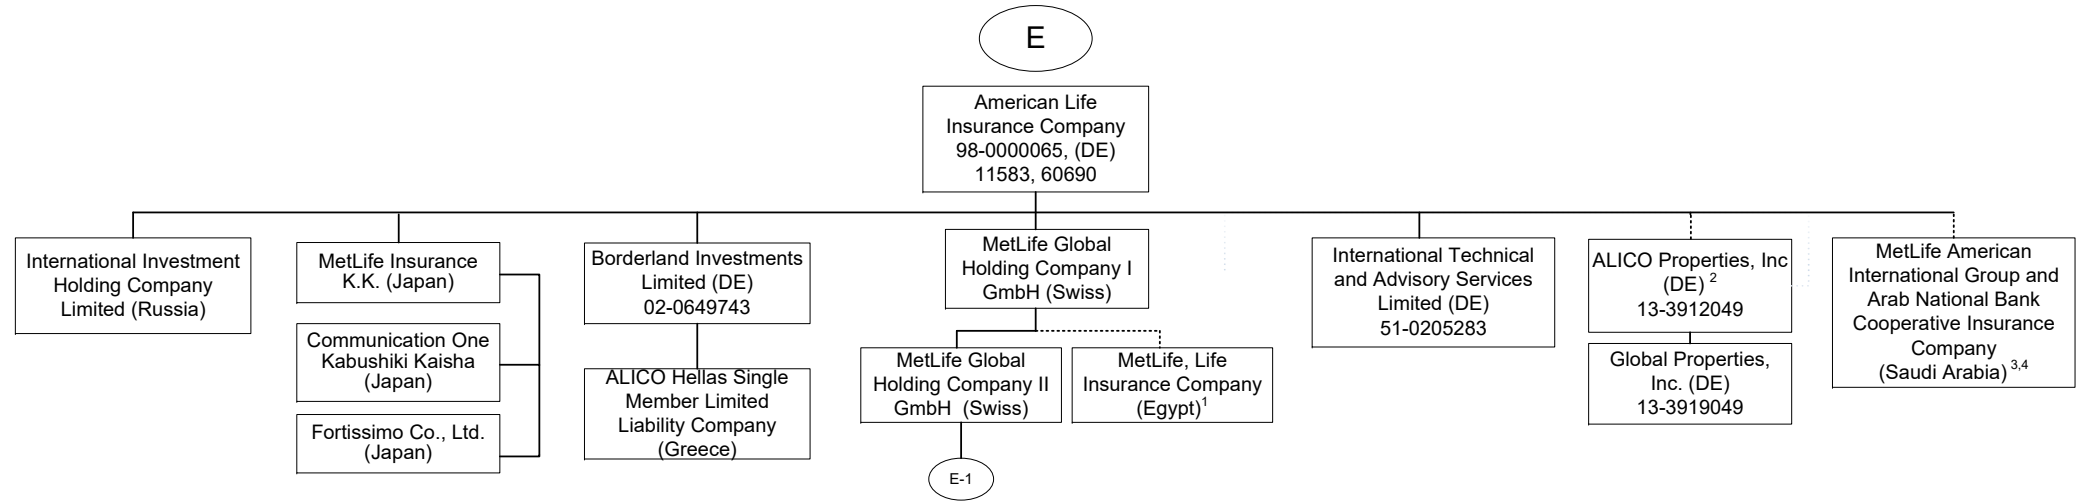 E
American Life
Insurance Company
98-0000065, (DE)
11583, 60690
International Investment
Holding Company
Limited (Russia)
MetLife Insurance
K.K. (Japan)
Communication One
Kabushiki Kaisha
(Japan)
Fortissimo Co., Ltd.
(Japan)
Borderland Investments
Limited (DE)
02-0649743
ALICO Hellas Single
Member Limited
Liability Company
(Greece)
MetLife Global
Holding Company I
GmbH (Swiss)
MetLife Global
Holding Company II
GmbH (Swiss)
E-1
MetLife, Life
Insurance Company
(Egypt)1
International Technical
and Advisory Services
Limited (DE)
51-0205283
ALICO Properties, Inc
(DE) 2
13-3912049
Global Properties,
Inc. (DE)
13-3919049
MetLife American
International Group and
Arab National Bank
Cooperative Insurance
Company
(Saudi Arabia) 3,4